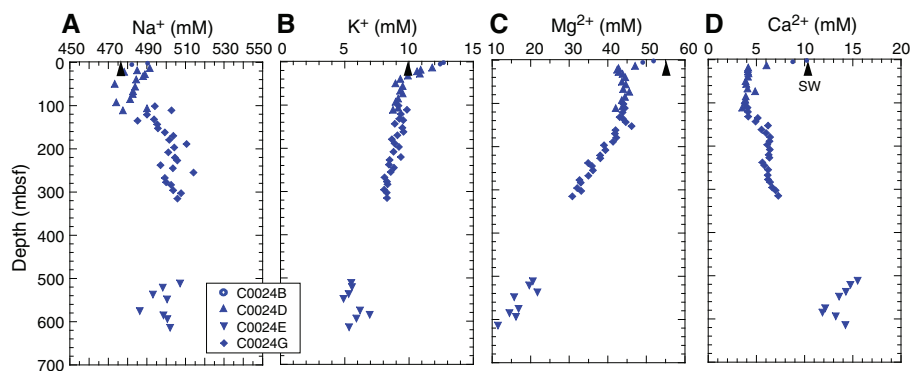 A Na+ (mM) B K+ (mM) C Mg2+ (mM) D Ca2+ (mM)
450 470 490 510 530 550 0 5 10 15 10 20 30 40 50 60 0 5 10 15 20
0
100
200
300
400
500
600
700
Depth (mbsf)
SW
C0024B
C0024D
C0024E
C0024G